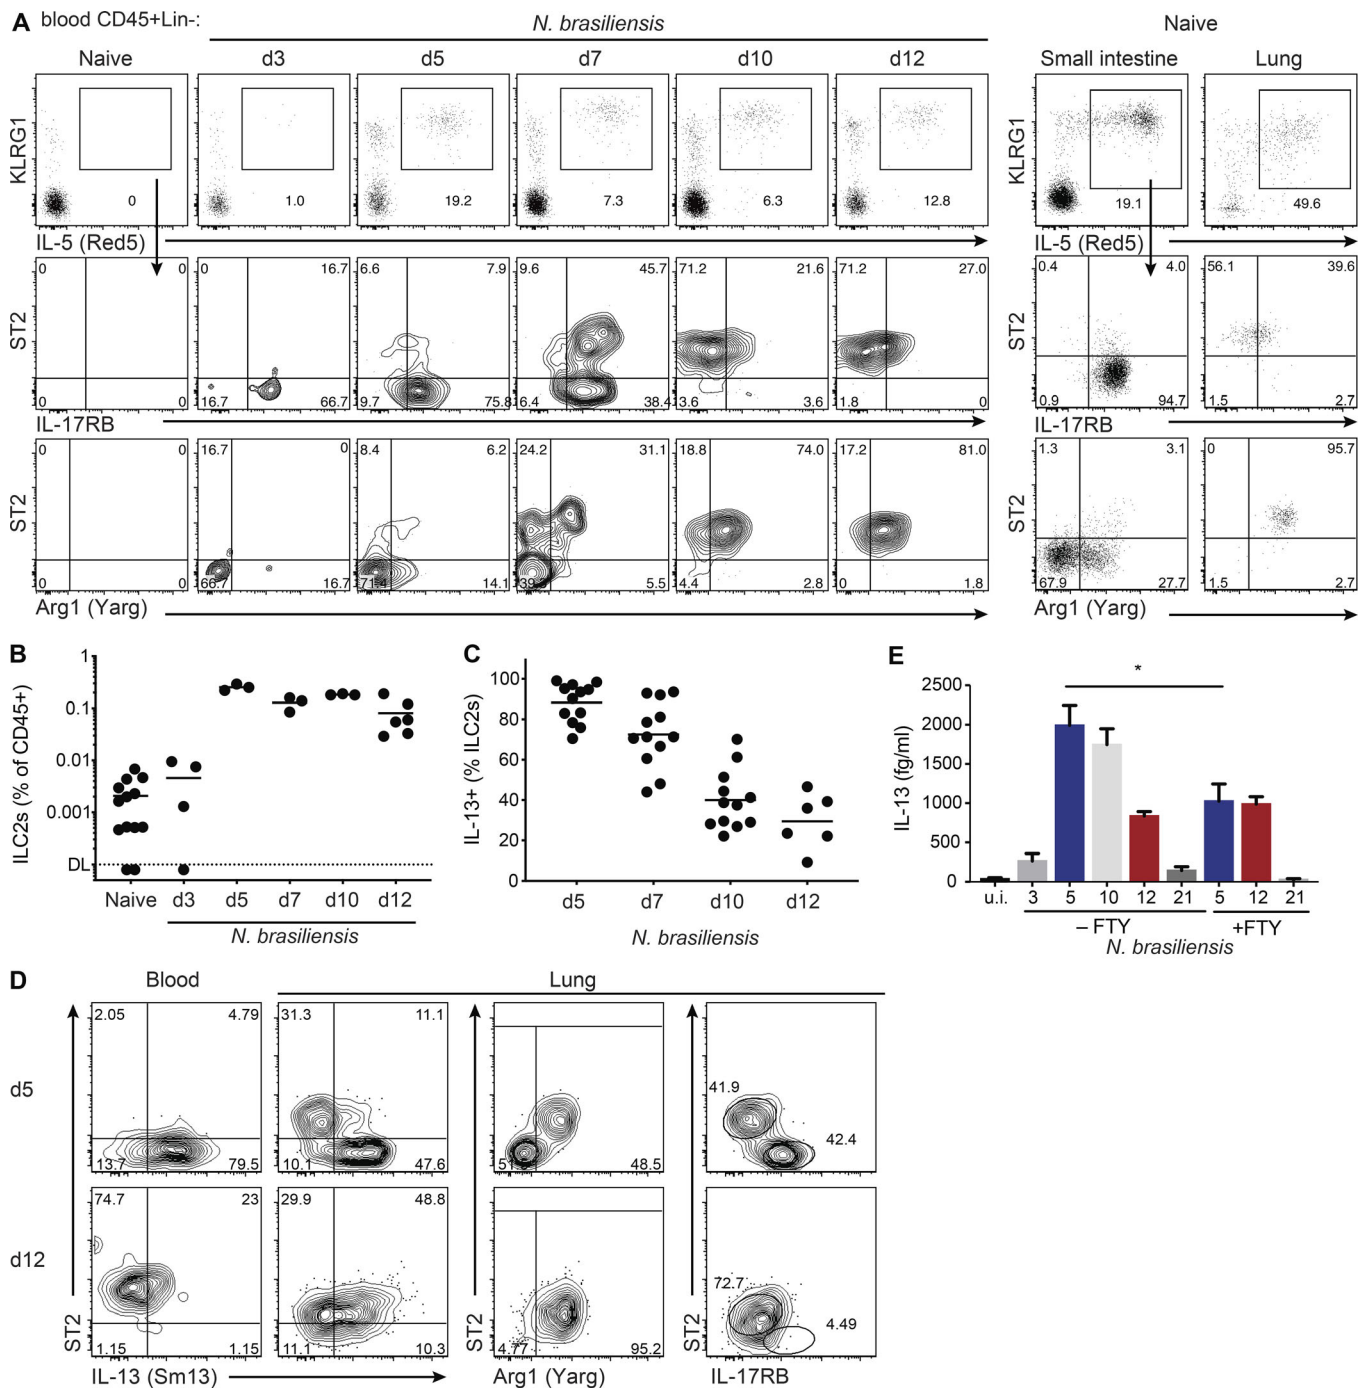 A blood CD45+Lin-:
N. brasiliensis
Naive
Naive d3 d5 d7 d10 d12
Small intestine Lung
KLRG1
0 1.0 19.2 7.3 6.3 12.8
KLRG1
19.1 49.6
IL-5 (Red5)
IL-5 (Red5)
ST2
0 0 0 16.7 16.6 7.9 9.6 45.7 71.2 21.6 71.2 27.0
0 0 16.7 66.7 9.7 75.8 6.4 38.4 3.6 3.6 1.8 0
ST2
0.4 4.0 56.1 39.6
0.9 94.7 1.5 2.7
IL-17RB
IL-17RB
ST2
0 0 16.7 0 8.4 6.2 24.2 31.1 18.8 74.0 17.2 81.0
0 0 66.7 16.7 71.4 14.1 5.5 4.4 2.8 0 1.8
ST2
1.3 3.1 0 95.7
67.9 27.7 1.5 2.7
Arg1 (Yarg)
Arg1 (Yarg)
B
ILC2s (% of CD45+)
1
0.1
0.01
0.001
DL
Naive d3 d5 d7 d10 d12
N. brasiliensis
C
IL-13+ (% ILC2s)
100
80
60
40
20
0
d5 d7 d10 d12
N. brasiliensis
E
IL-13 (fg/ml)
2500
2000
1500
1000
500
0
*
u.i. 3 5 10 12 21 5 12 21
– FTY +FTY
N. brasiliensis
D
Blood Lung
d5
ST2
2.05 4.79
13.7 79.5
31.3 11.1
10.1 47.6
ST2
48.5
ST2
41.9
42.4
d12
74.7 23
1.15 1.15
29.9 48.8
11.1 10.3
4.77 95.2
72.7
4.49
IL-13 (Sm13)
Arg1 (Yarg)
IL-17RB